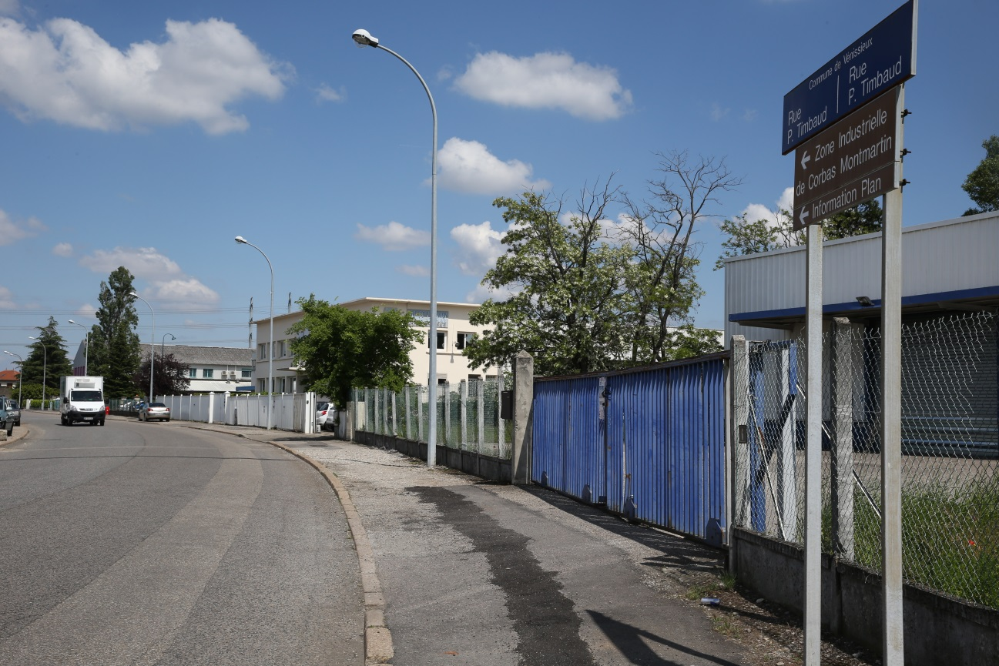 Commune de Vénissieux
Rue
P. Timbaud
Rue
P. Timbaud
← Zone Industrielle
de Corbas Montmartin
← Information Plan